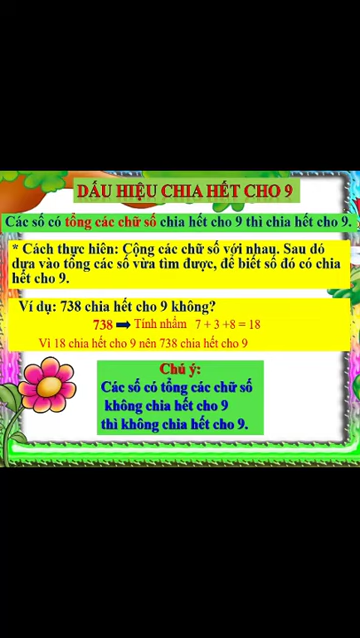 DẤU HIỆU CHIA HẾT CHO 9
Các số có tổng các chữ số chia hết cho 9 thì chia hết cho 9.
* Cách thực hiên: Cộng các chữ số với nhau. Sau dó
dựa vào tổng các số vừa tìm được, để biết số đó có chia
hết cho 9.
Ví dụ: 738 chia hết cho 9 không?
738 ➡ Tính nhẩm 7 + 3 +8 = 18
Vì 18 chia hết cho 9 nên 738 chia hết cho 9
Chú ý:
Các số có tổng các chữ số
không chia hết cho 9
thì không chia hết cho 9.